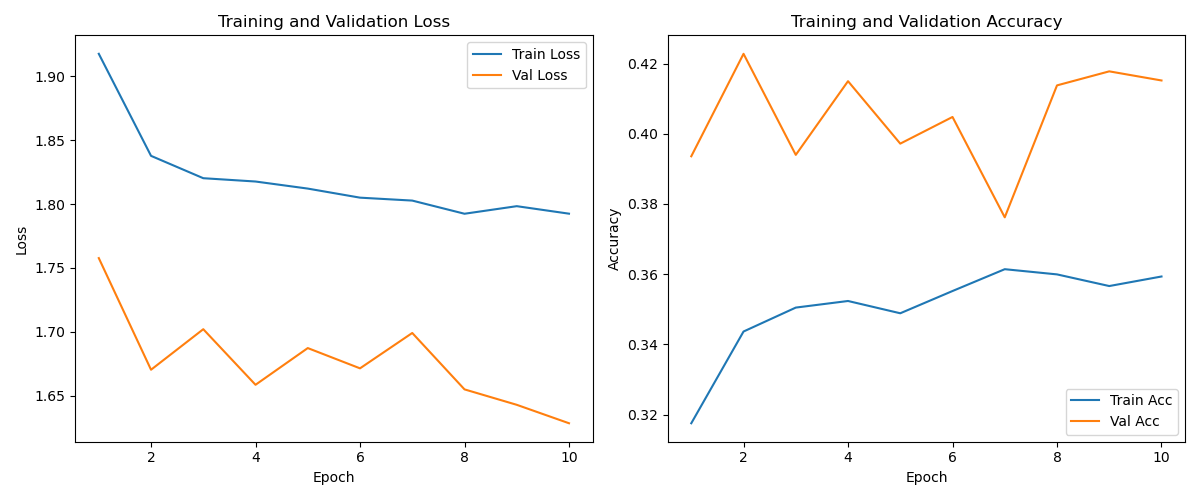 Training and Validation Loss
Train Loss
Val Loss
1.90
1.85
1.80
1.75
1.70
1.65
Loss
2 4 6 8 10
Epoch
Training and Validation Accuracy
0.42
0.40
0.38
0.36
0.34
0.32
Accuracy
Train Acc
Val Acc
2 4 6 8 10
Epoch